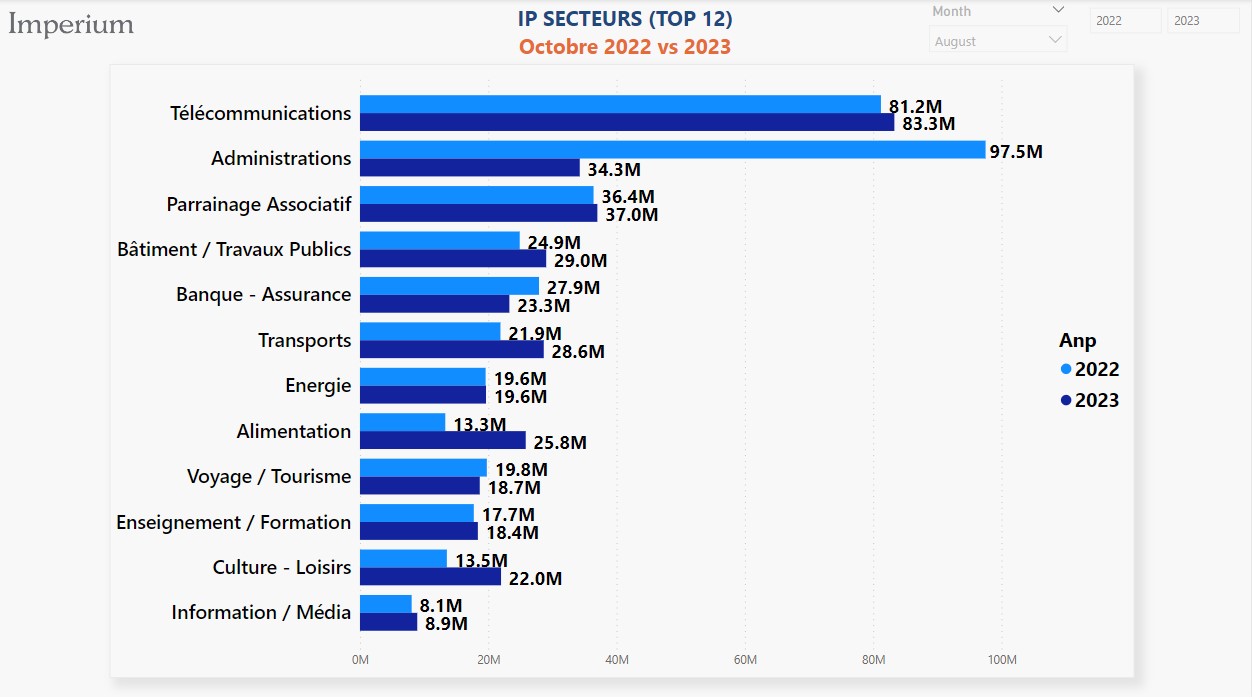 Imperium
IP SECTEURS (TOP 12)
Octobre 2022 vs 2023
Month
August
2022
2023
Télécommunications
81.2M
83.3M
Administrations
97.5M
34.3M
Parrainage Associatif
36.4M
37.0M
Bâtiment / Travaux Publics
24.9M
29.0M
Banque - Assurance
27.9M
23.3M
Transports
21.9M
28.6M
Energie
19.6M
19.6M
Alimentation
13.3M
25.8M
Voyage / Tourisme
19.8M
18.7M
Enseignement / Formation
17.7M
18.4M
Culture - Loisirs
13.5M
22.0M
Information / Média
8.1M
8.9M
0M 20M 40M 60M 80M 100M
Anp
2022
2023